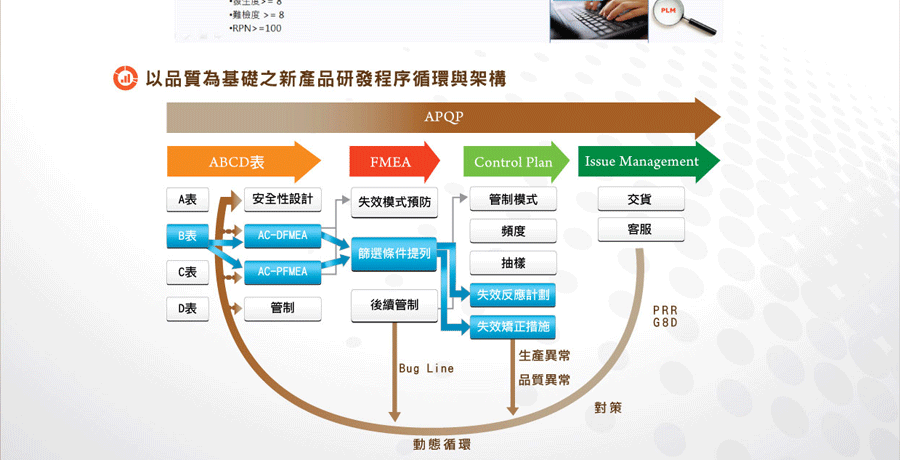 •難檢度 >= 8
•RPN>=100
PLM
以品質為基礎之新產品研發程序循環與架構
APQP
ABCD表
FMEA
Control Plan
Issue Management
A表
安全性設計
失效模式預防
管制模式
交貨
B表
AC-DFMEA
篩選條件提列
頻度
客服
C表
AC-PFMEA
抽樣
D表
管制
後續管制
失效反應計劃
失效矯正措施
PRR
G8D
Bug Line
生產異常
品質異常
對策
動態循環